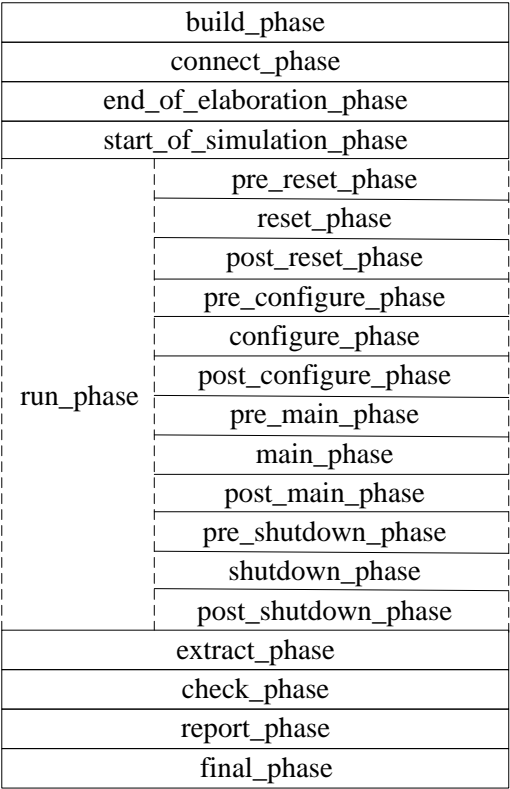 build_phase
connect_phase
end_of_elaboration_phase
start_of_simulation_phase
run_phase
pre_reset_phase
reset_phase
post_reset_phase
pre_configure_phase
configure_phase
post_configure_phase
pre_main_phase
main_phase
post_main_phase
pre_shutdown_phase
shutdown_phase
post_shutdown_phase
extract_phase
check_phase
report_phase
final_phase